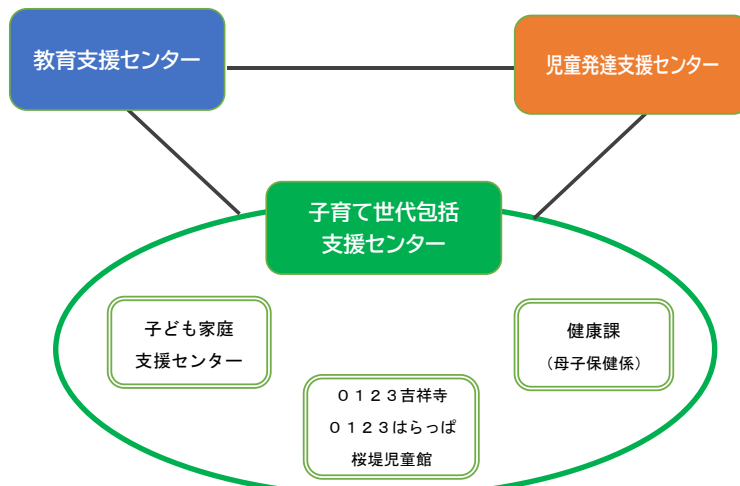 教育支援センター
児童発達支援センター
子育て世代包括
支援センター
子ども家庭
支援センター
健康課
（母子保健係）
０１２３吉祥寺
０１２３はらっぱ
桜堤児童館